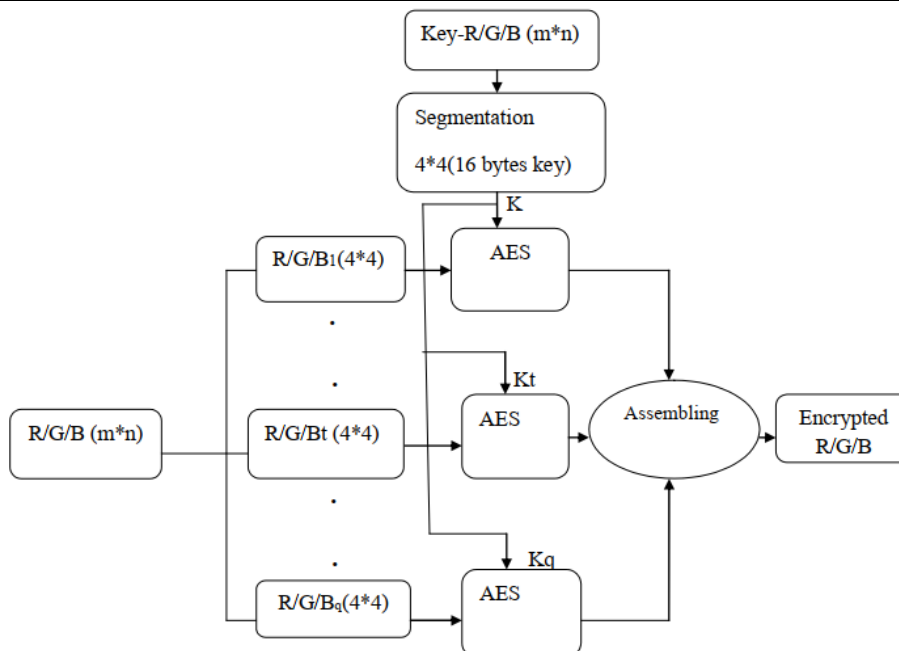 Key-R/G/B (m*n)
Segmentation
4*4(16 bytes key)
K
R/G/B1(4*4)
AES
Kt
R/G/B (m*n)
R/G/Bt (4*4)
AES
Assembling
Encrypted
R/G/B
Kq
R/G/Bq(4*4)
AES